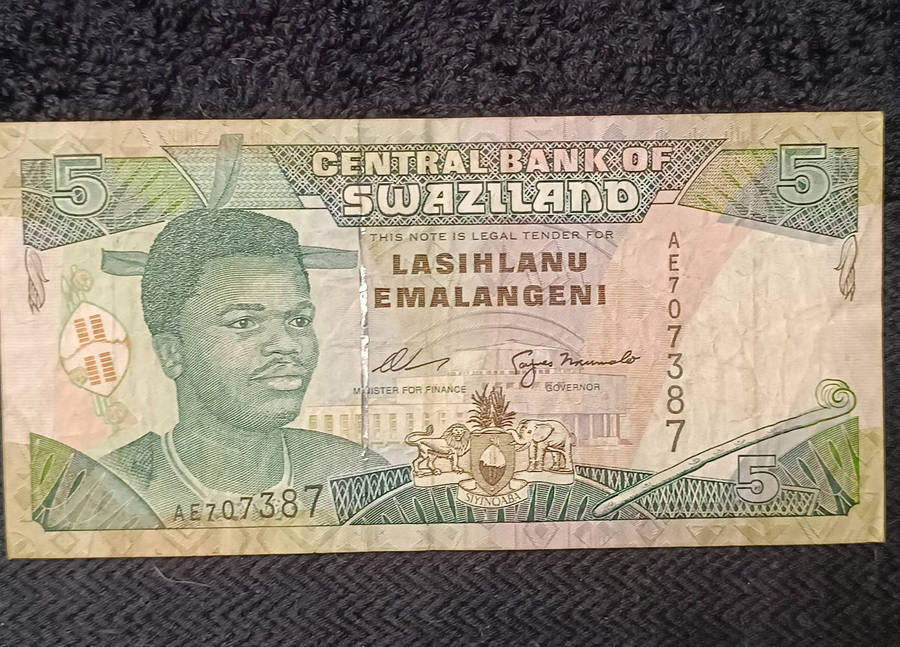 5
CENTRAL BANK OF
SWAZILAND
5
THIS NOTE IS LEGAL TENDER FOR
LASIHLANU
EMALANGENI
AE707387
MINISTER FOR FINANCE
GOVERNOR
SIYINQABA
5
AE707387